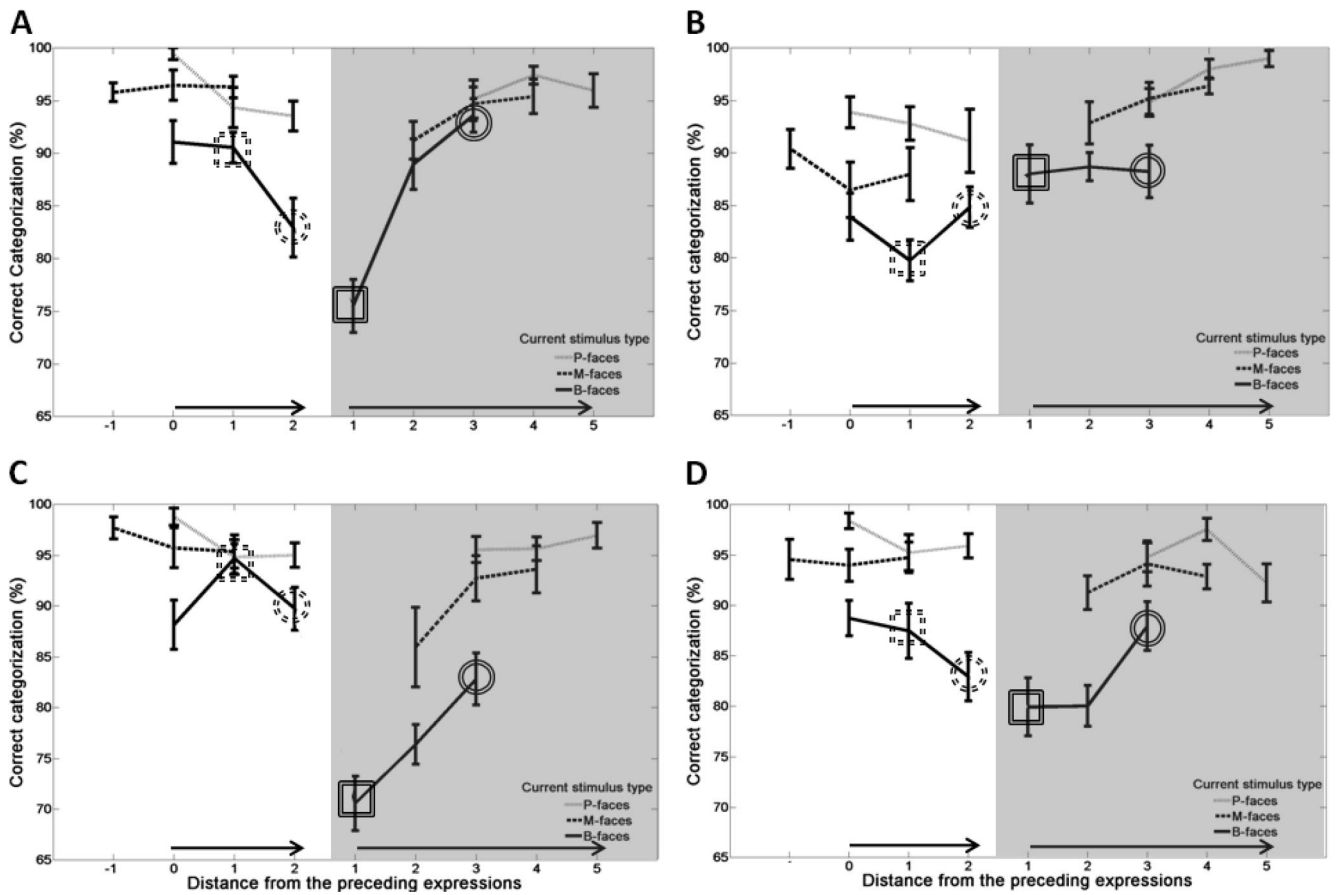 A
Correct Categorization (%)
100
95
90
85
80
75
70
65
-1 0 1 2 1 2 3 4 5
Current stimulus type
P-faces
M-faces
B-faces
B
Correct categorization (%)
100
95
90
85
80
75
70
65
-1 0 1 2 1 2 3 4 5
Current stimulus type
P-faces
M-faces
B-faces
C
Correct categorization (%)
100
95
90
85
80
75
70
65
-1 0 1 2 1 2 3 4 5
Current stimulus type
P-faces
M-faces
B-faces
Distance from the preceding expressions
D
Correct categorization (%)
100
95
90
85
80
75
70
65
- 0 1 2 1 2 3 4 5
Current stimulus type
P-faces
M-faces
B-faces
Distance from the preceding expressions